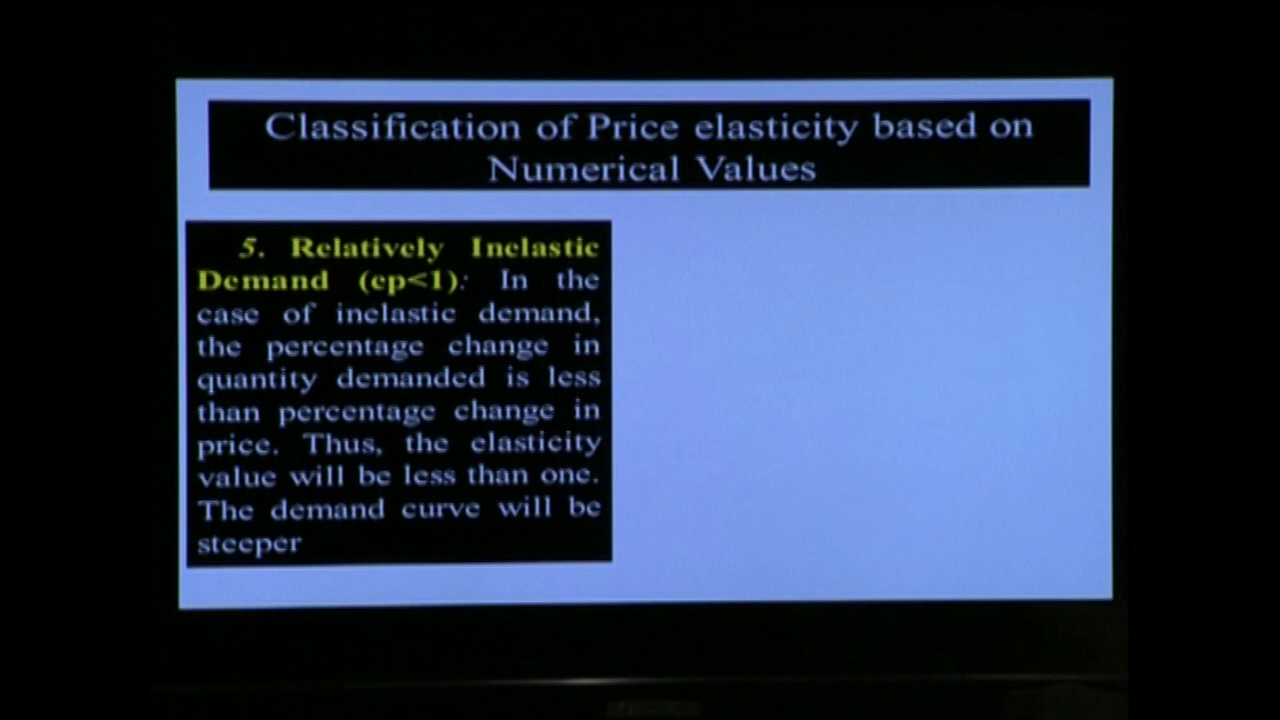 Classification of Price elasticity based on
Numerical Values
5. Relatively Inelastic
Demand (ep<1): In the
case of inelastic demand,
the percentage change in
quantity demanded is less
than percentage change in
price. Thus, the elasticity
value will be less than one.
The demand curve will be
steeper